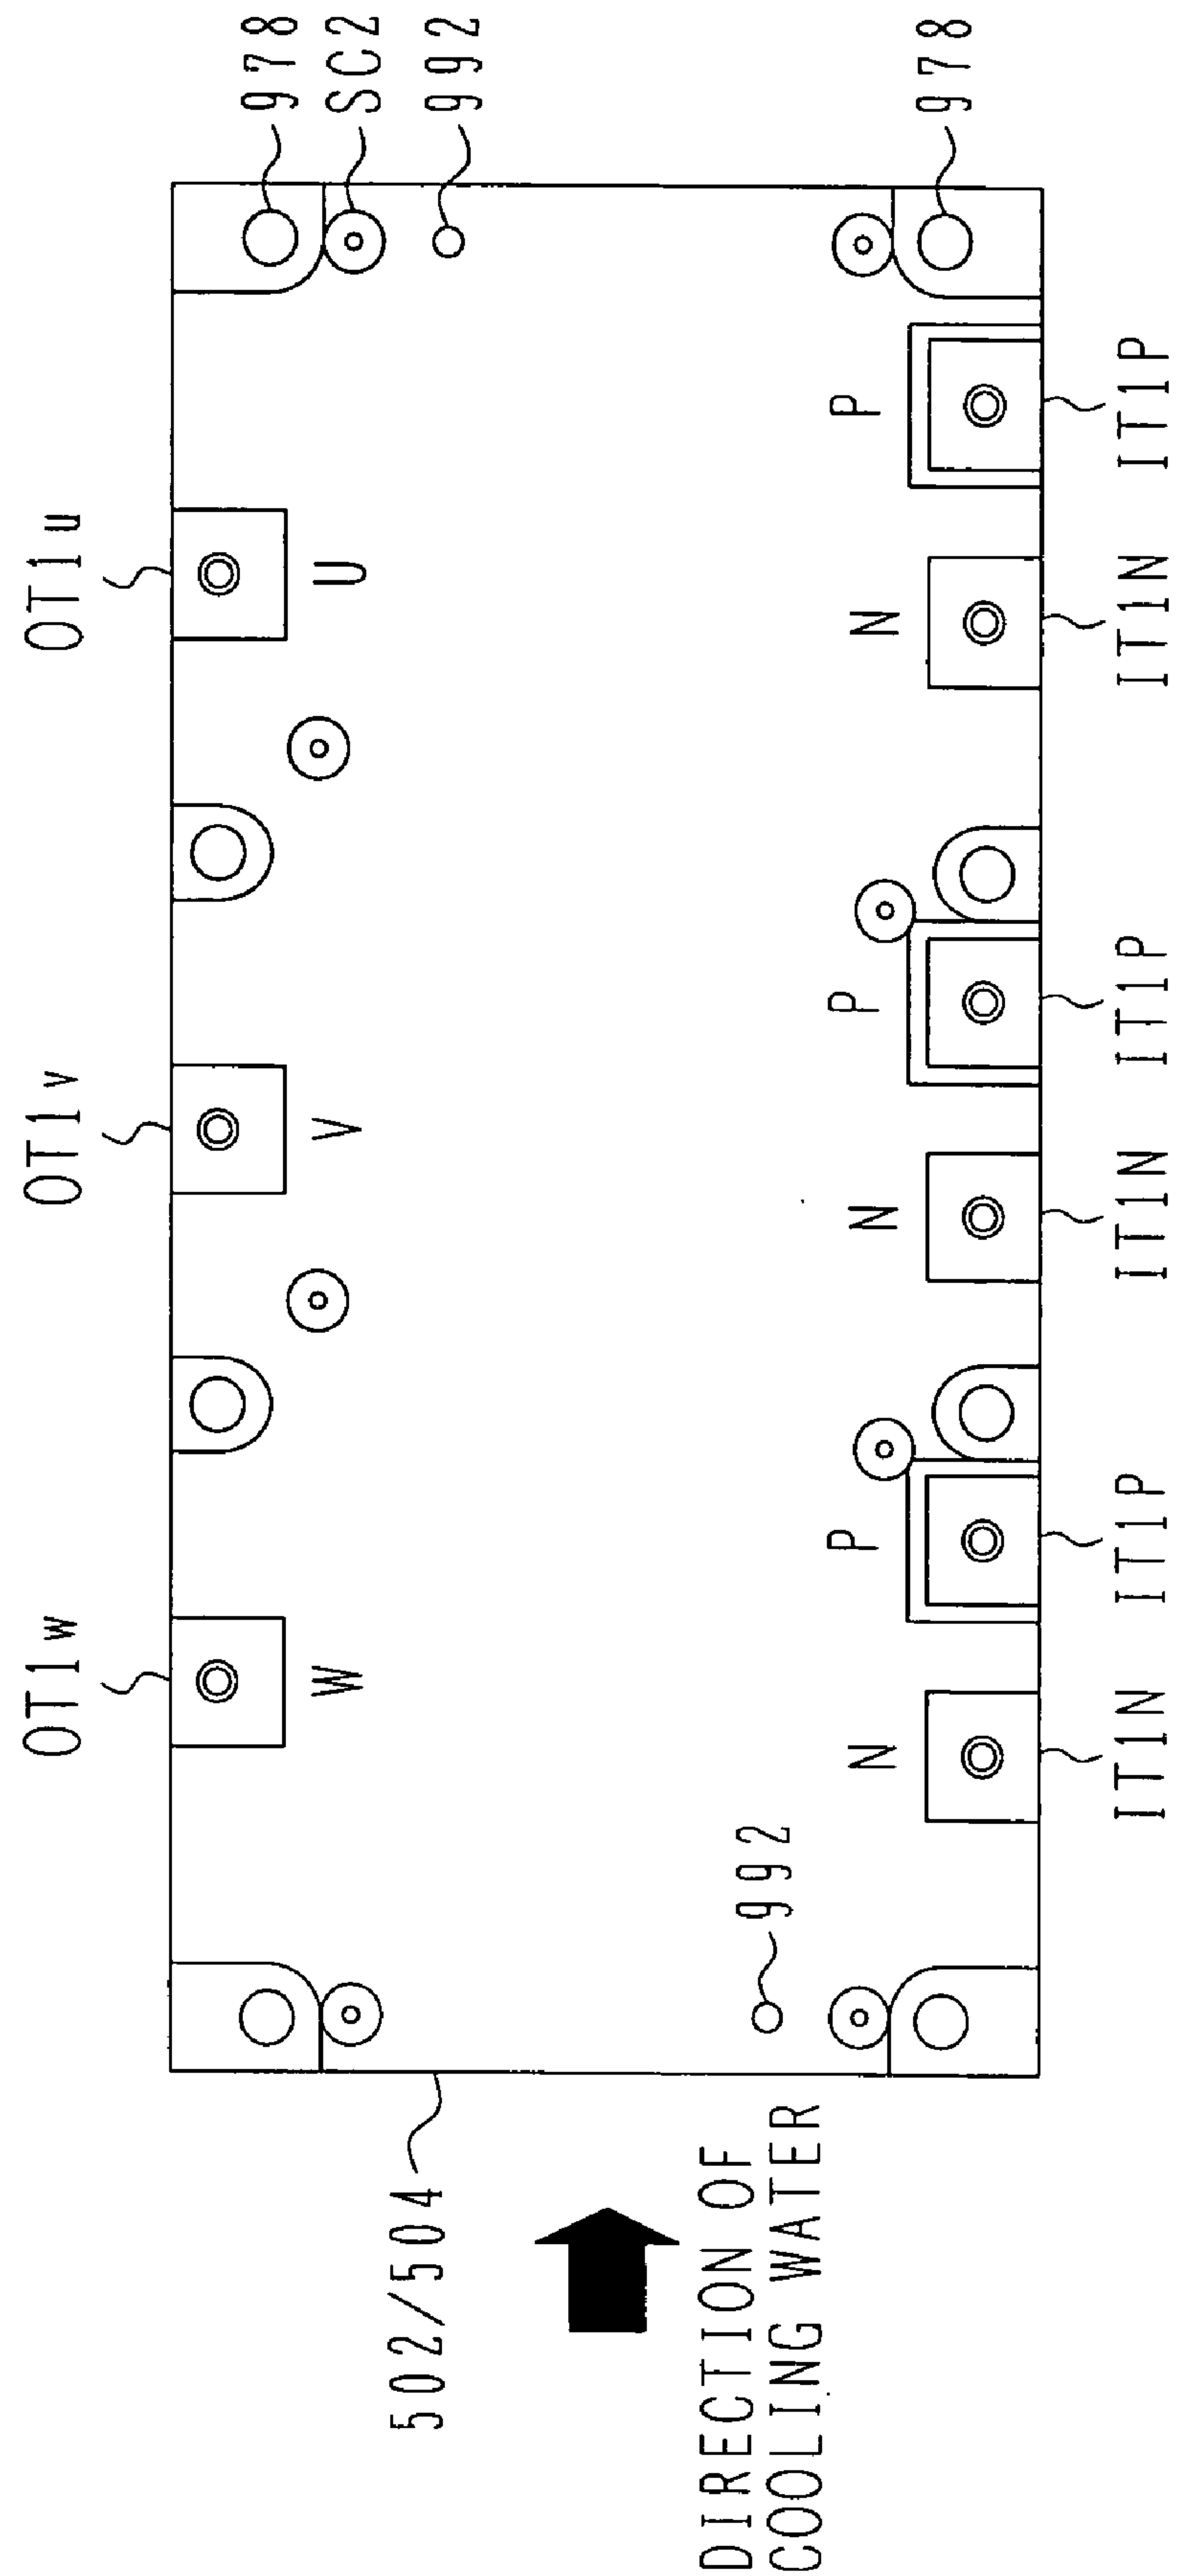 OT1w
OT1v
OT1u
978
SC2
992
W
V
U
502/504
DIRECTION OF
COOLING WATER
992
N
P
N
P
N
P
978
IT1N
IT1P
IT1N
IT1P
IT1N
IT1P